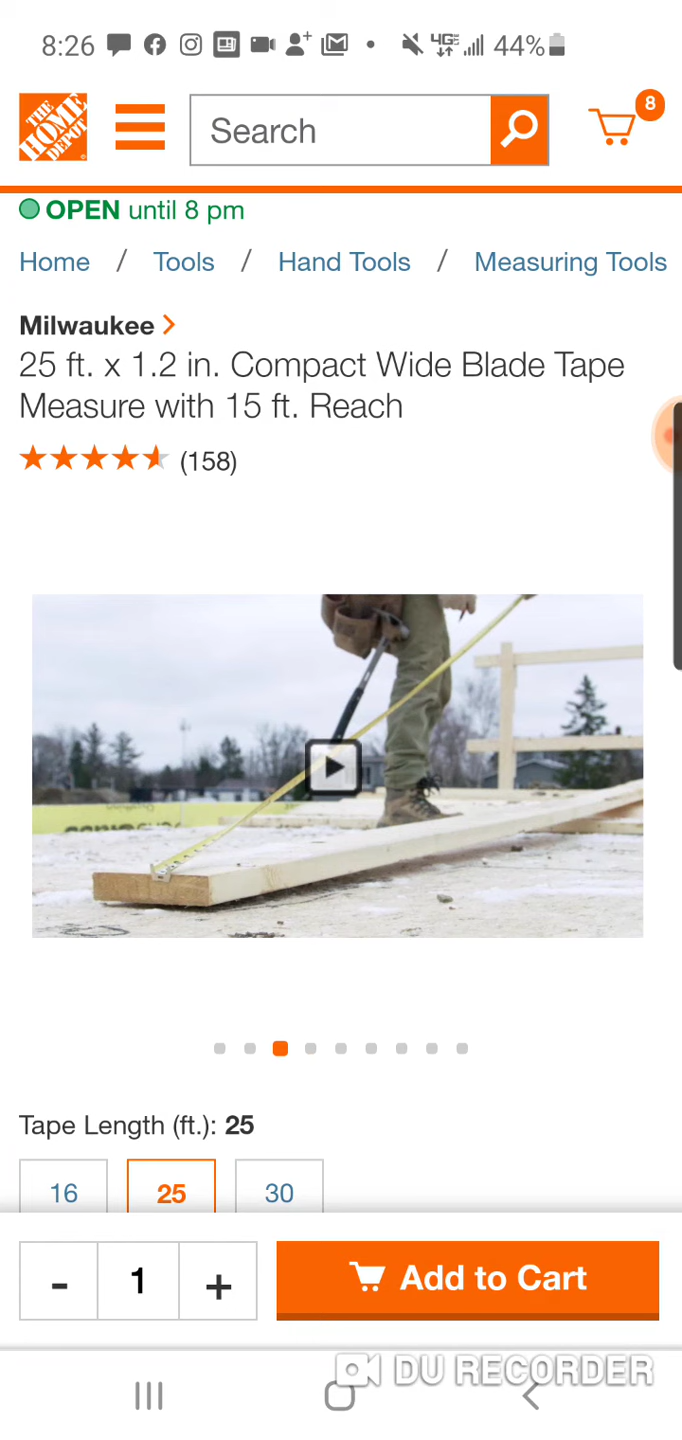 8:26
4GE
44%
THE HOME DEPOT
Search
8
OPEN until 8 pm
Home / Tools / Hand Tools / Measuring Tools
Milwaukee
25 ft. x 1.2 in. Compact Wide Blade Tape
Measure with 15 ft. Reach
(158)
Tape Length (ft.): 25
16 25 30
- 1 + Add to Cart
DU RECORDER